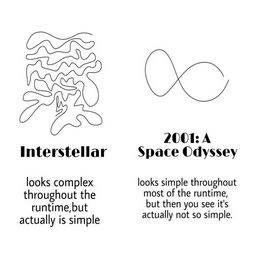 Interstellar
looks complex
throughout the
runtime,but
actually is simple
2001: A
Space Odyssey
looks simple throughout
most of the runtime,
but then you see it's
actually not so simple.